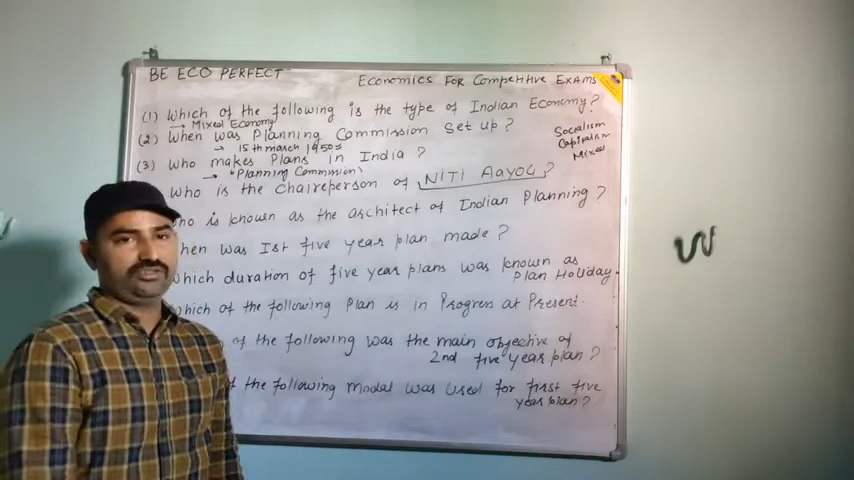 BE ECO PERFECT
Economics For Competitive Exams
(1) Which of the following is the type of Indian Economy?
→ Mixed Economy
(2) When was Planning Commission set up?
→ 15th march 1950s
Socialism
Capitalism
Mixed
(3) Who makes Plans in India?
→ "Planning Commission)
Who is the chaireperson of NITI Aayog?
ho is known as the architect of Indian Planning?
hen was Ist five year plan made?
hich duration of five year plans was known as
Plan Holiday
hich of the following Plan is in Progress at Present.
of the following was the main objective of
2nd five year plan?
the following modal was used for first five
year plan?